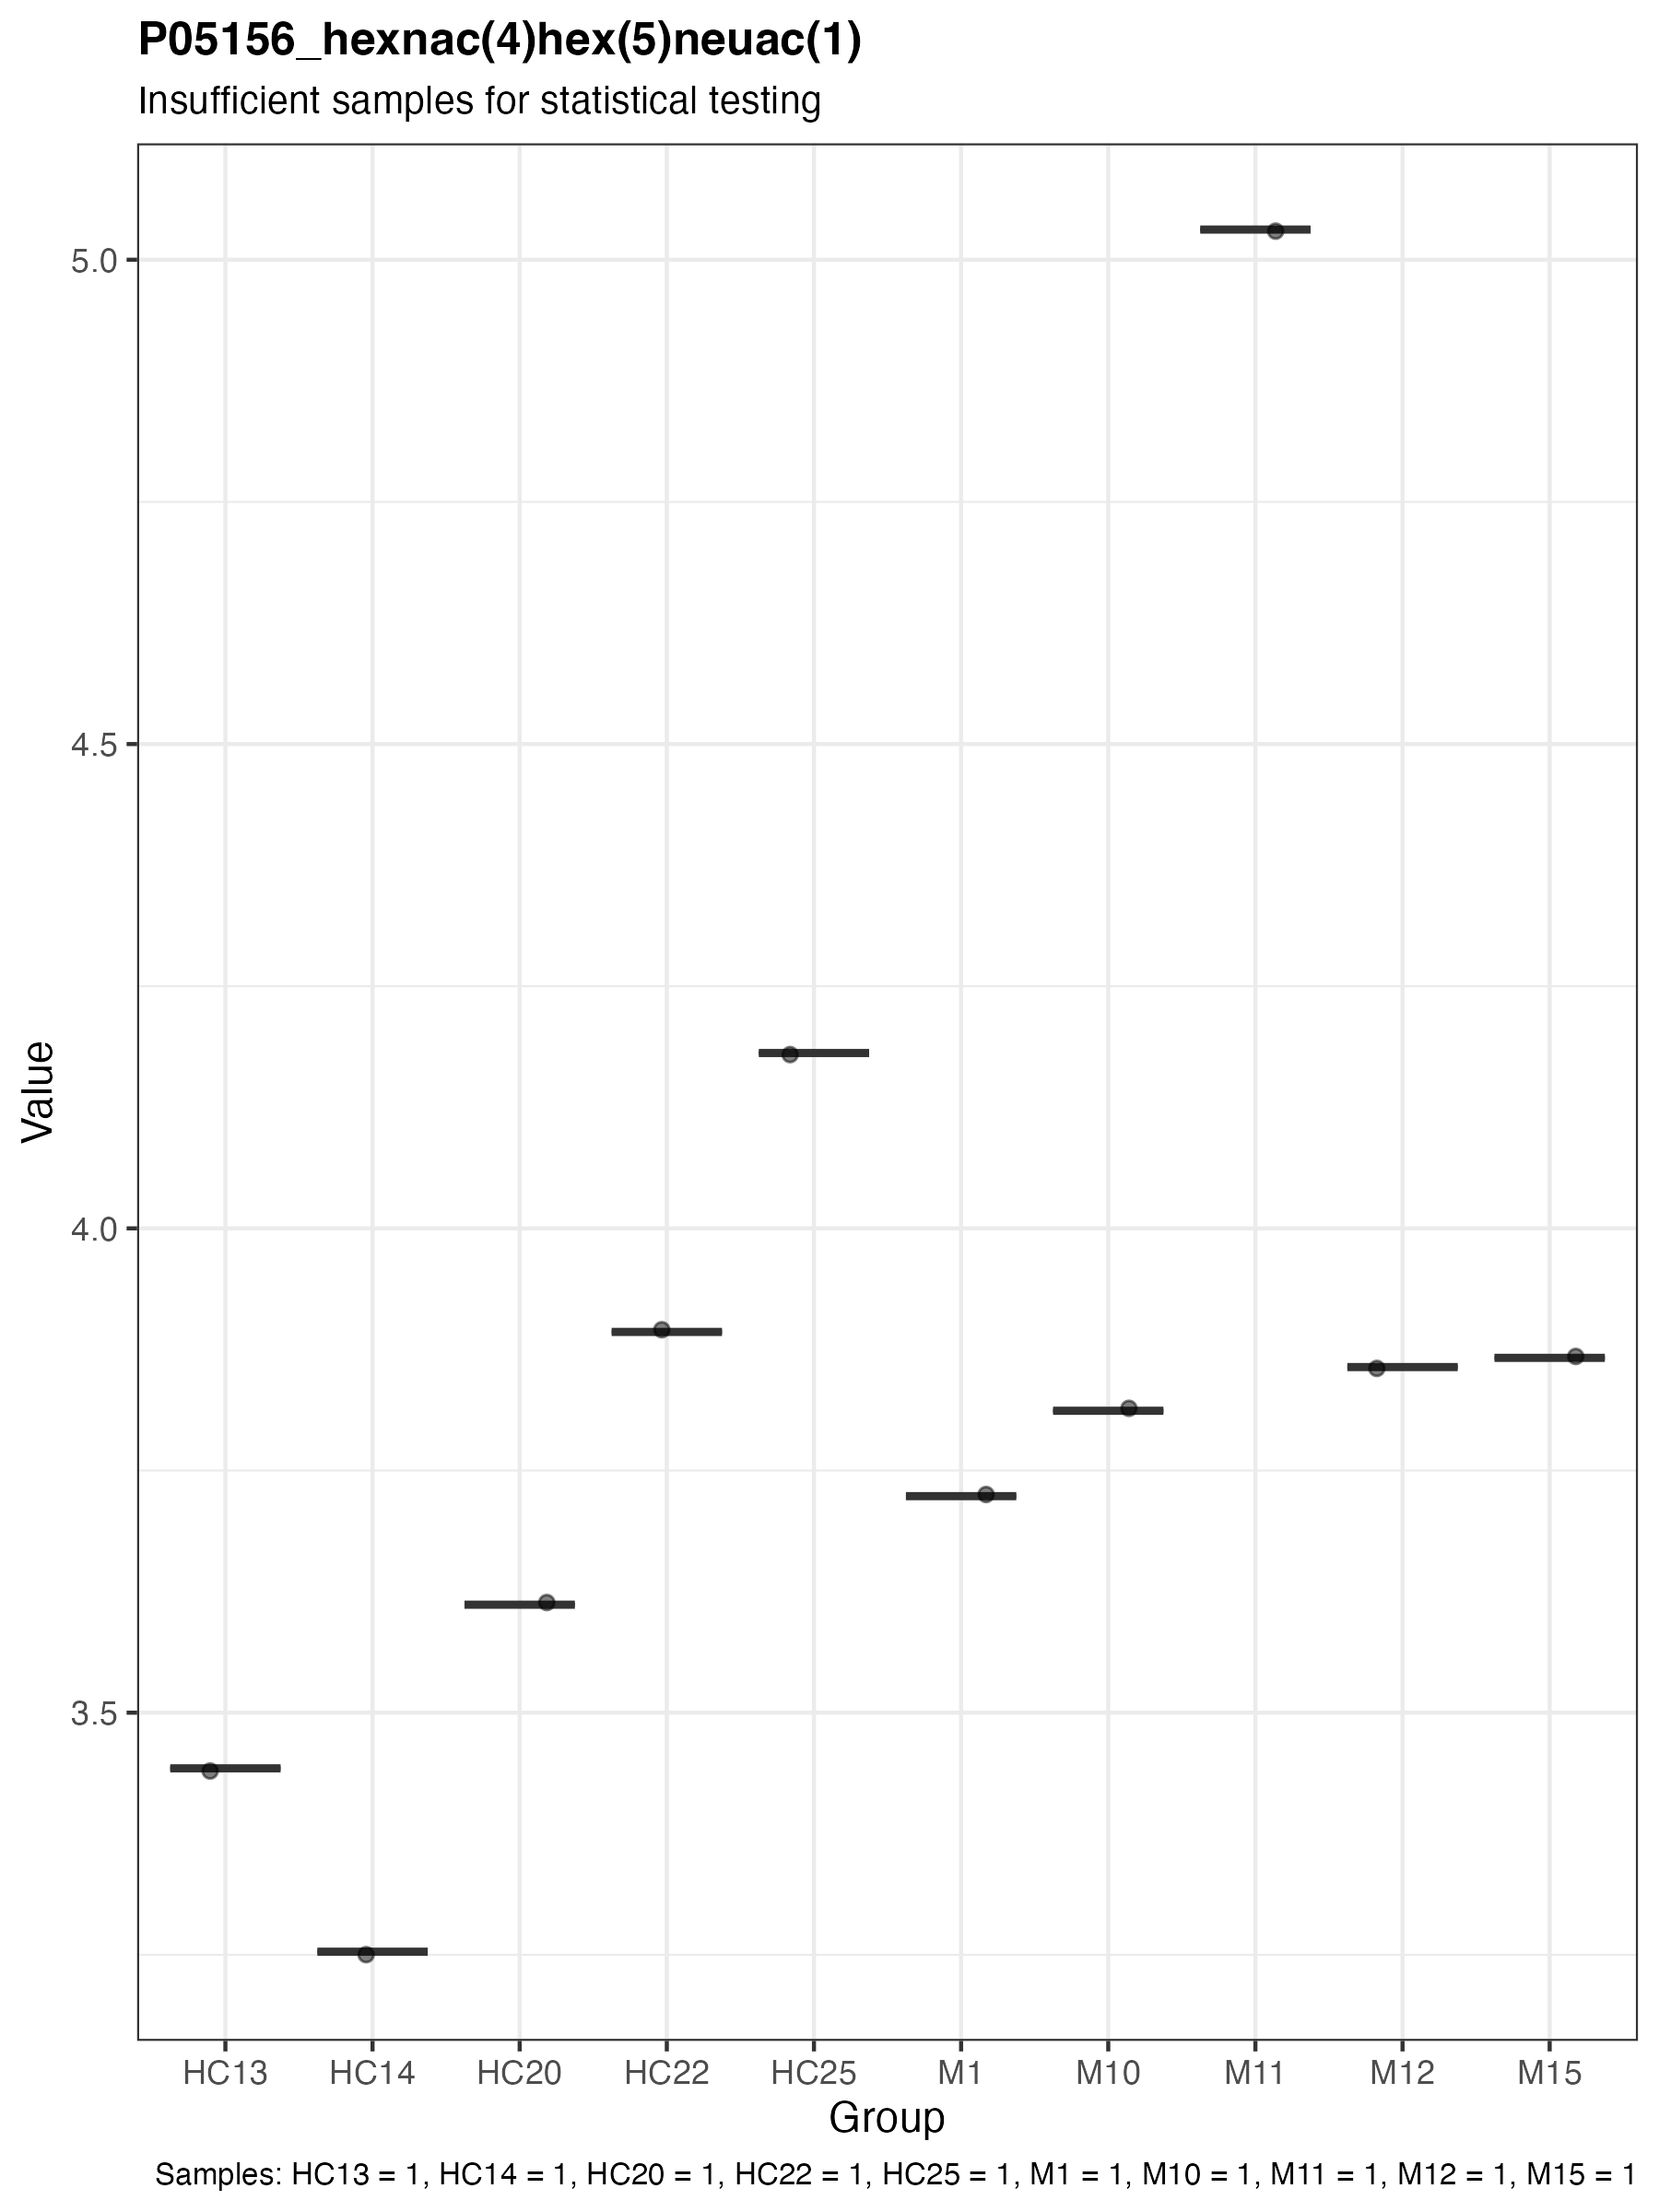 P05156_hexnac(4)hex(5)neuac(1)
Insufficient samples for statistical testing
Value
5.0
4.5
4.0
3.5
HC13 HC14 HC20 HC22 HC25 M1 M10 M11 M12 M15
Group
Samples: HC13 = 1, HC14 = 1, HC20 = 1, HC22 = 1, HC25 = 1, M1 = 1, M10 = 1, M11 = 1, M12 = 1, M15 = 1